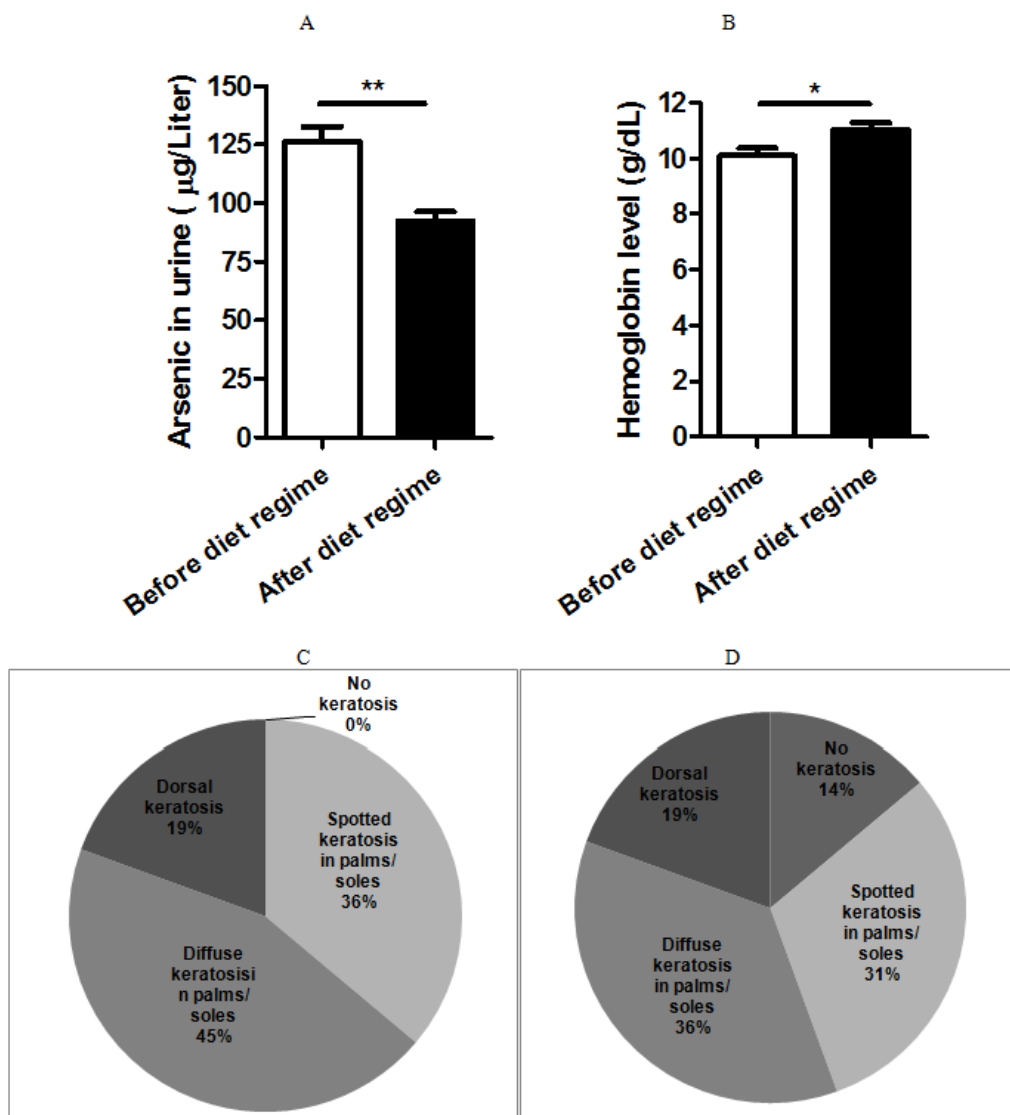 A
B
Arsenic in urine ( µg/Liter)
150
125
100
75
50
25
0
**
Before diet regime
After diet regime
Hemoglobin level (g/dL)
12
10
8
6
4
2
0
*
Before diet regime
After diet regime
C
D
No
keratosis
0%
Dorsal
keratosis
19%
Spotted
keratosis
in palms/
soles
36%
Diffuse
keratosisi
n palms/
soles
45%
No
keratosis
14%
Dorsal
keratosis
19%
Spotted
keratosis
in palms/
soles
31%
Diffuse
keratosis
in palms/
soles
36%